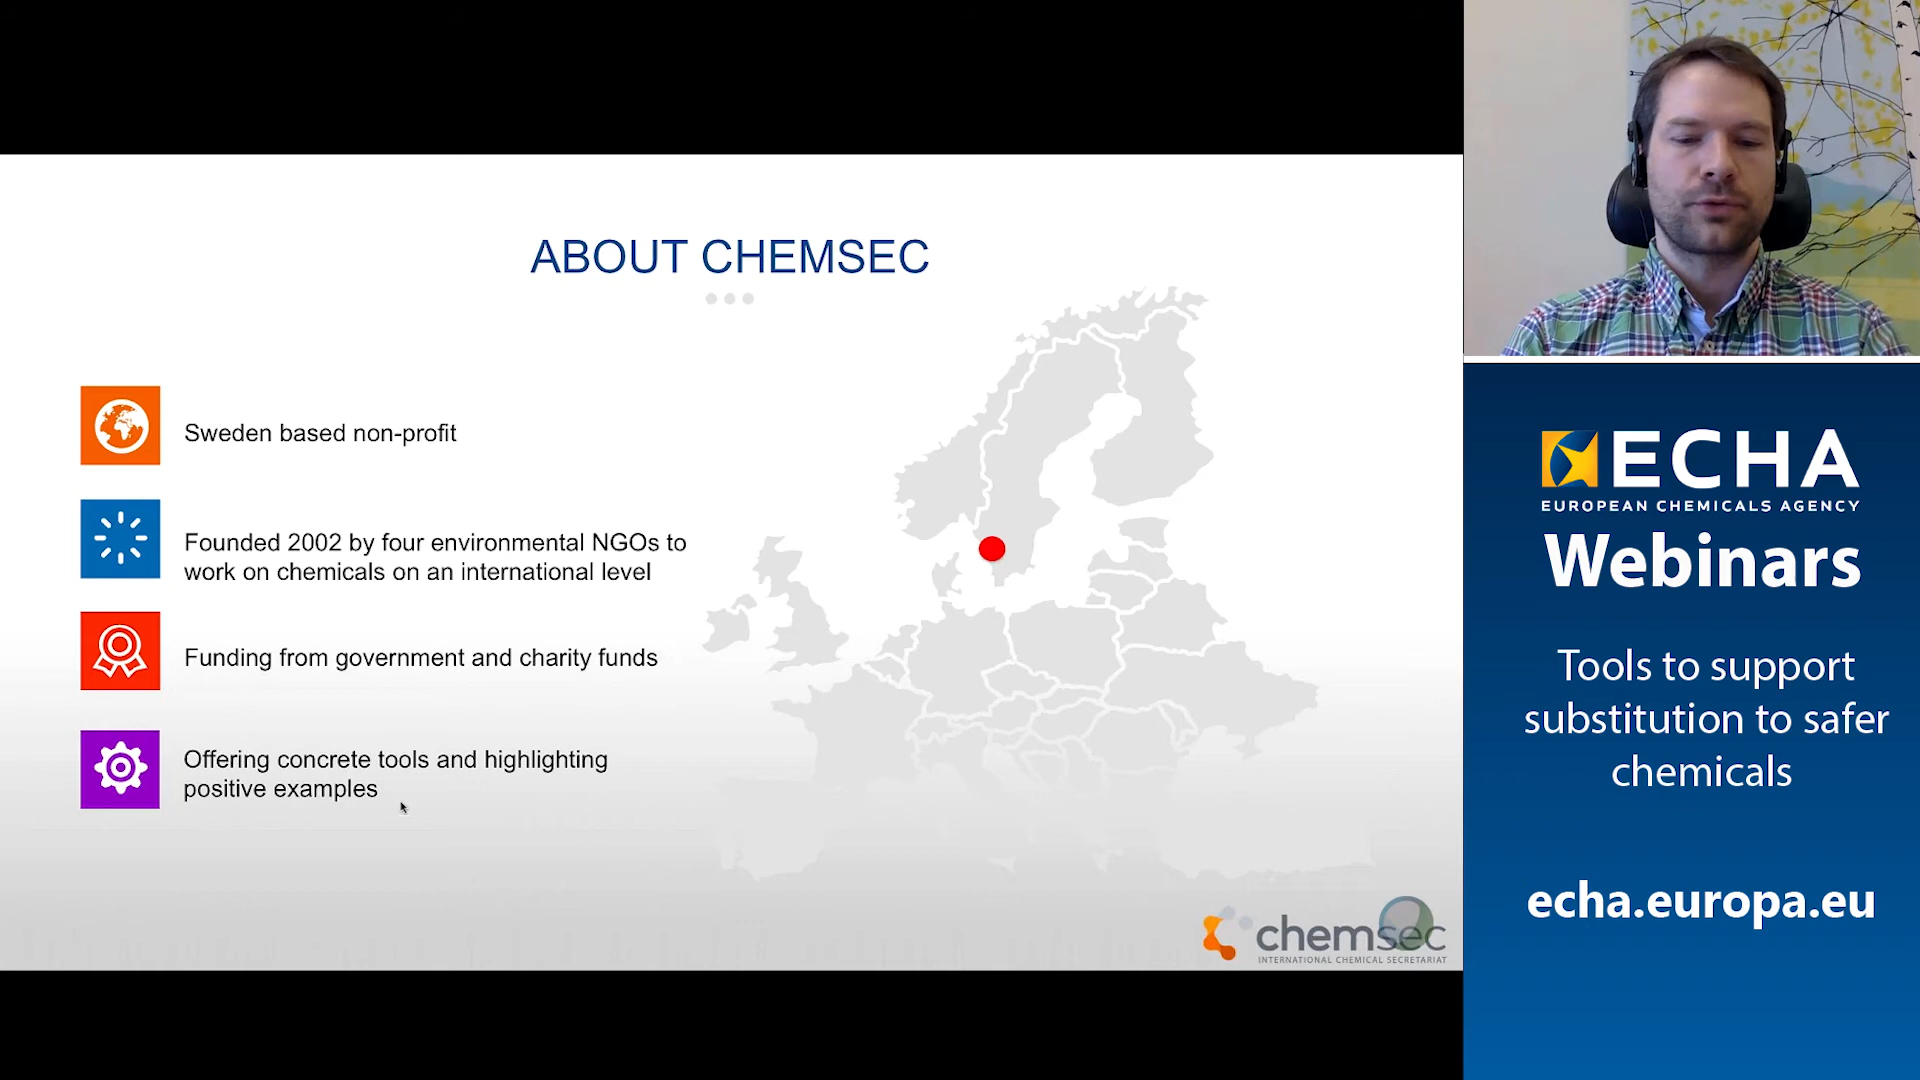 ABOUT CHEMSEC
Sweden based non-profit
Founded 2002 by four environmental NGOs to
work on chemicals on an international level
Funding from government and charity funds
Offering concrete tools and highlighting
positive examples
chemsec
INTERNATIONAL CHEMICAL SECRETARIAT
ECHA
EUROPEAN CHEMICALS AGENCY
Webinars
Tools to support
substitution to safer
chemicals
echa.europa.eu